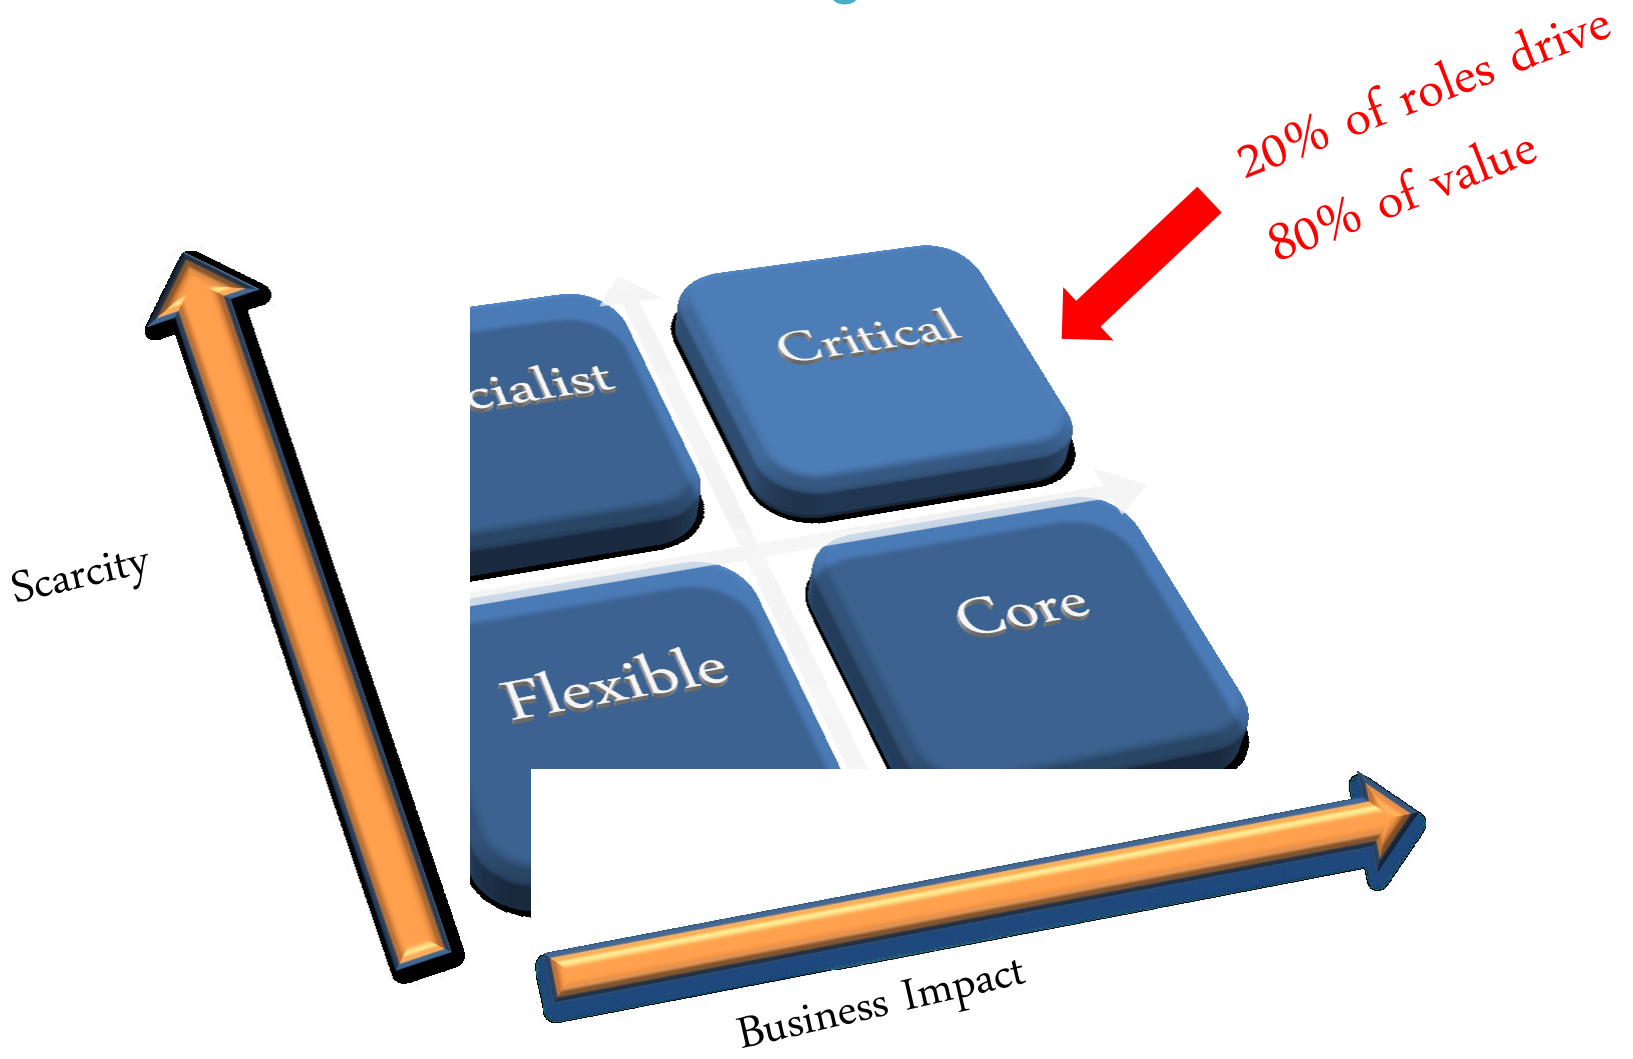 20% of roles drive
80% of value
Critical
cialist
Scarcity
Core
Flexible
Business Impact